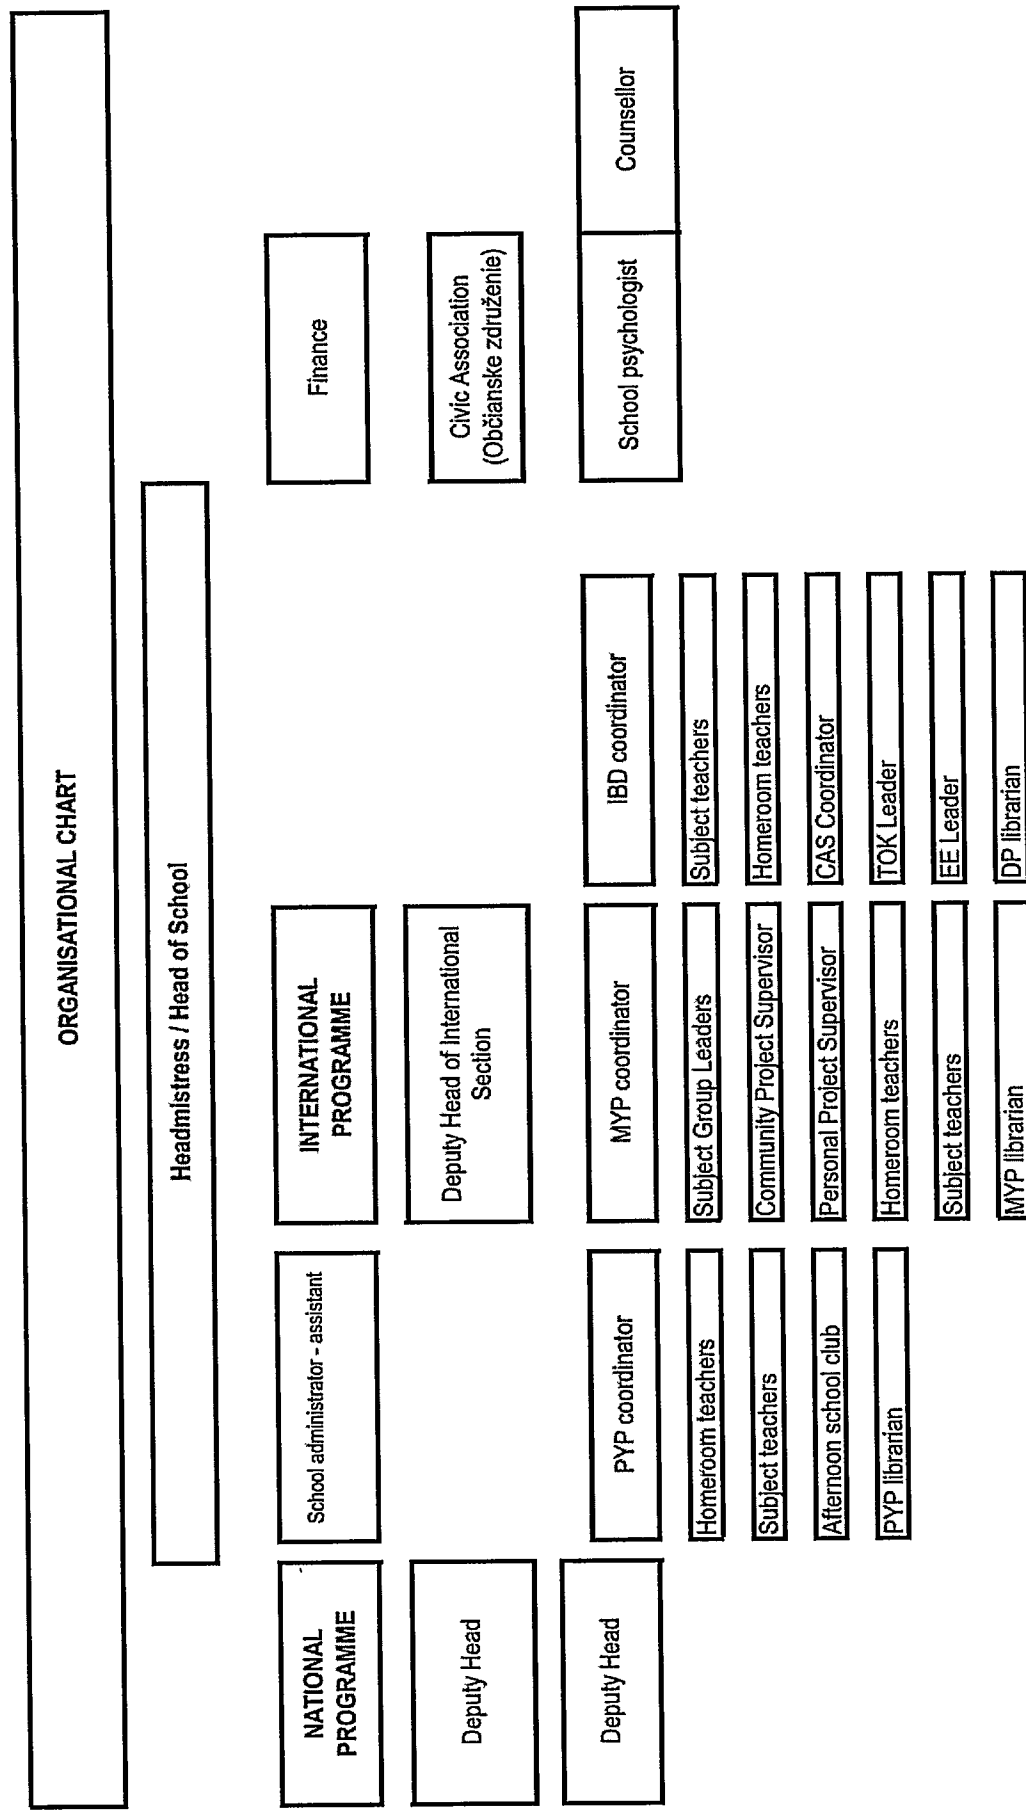 ORGANISATIONAL CHART
Headmistress / Head of School
NATIONAL
PROGRAMME
School administrator - assistant
INTERNATIONAL
PROGRAMME
Finance
Deputy Head
Deputy Head of International
Section
Civic Association
(Občianske združenie)
Deputy Head
PYP coordinator
MYP coordinator
IBD coordinator
School psychologist
Counsellor
Homeroom teachers
Subject teachers
Afternoon school club
PYP librarian
Subject Group Leaders
Community Project Supervisor
Personal Project Supervisor
Homeroom teachers
Subject teachers
MYP librarian
Subject teachers
Homeroom teachers
CAS Coordinator
TOK Leader
EE Leader
DP librarian